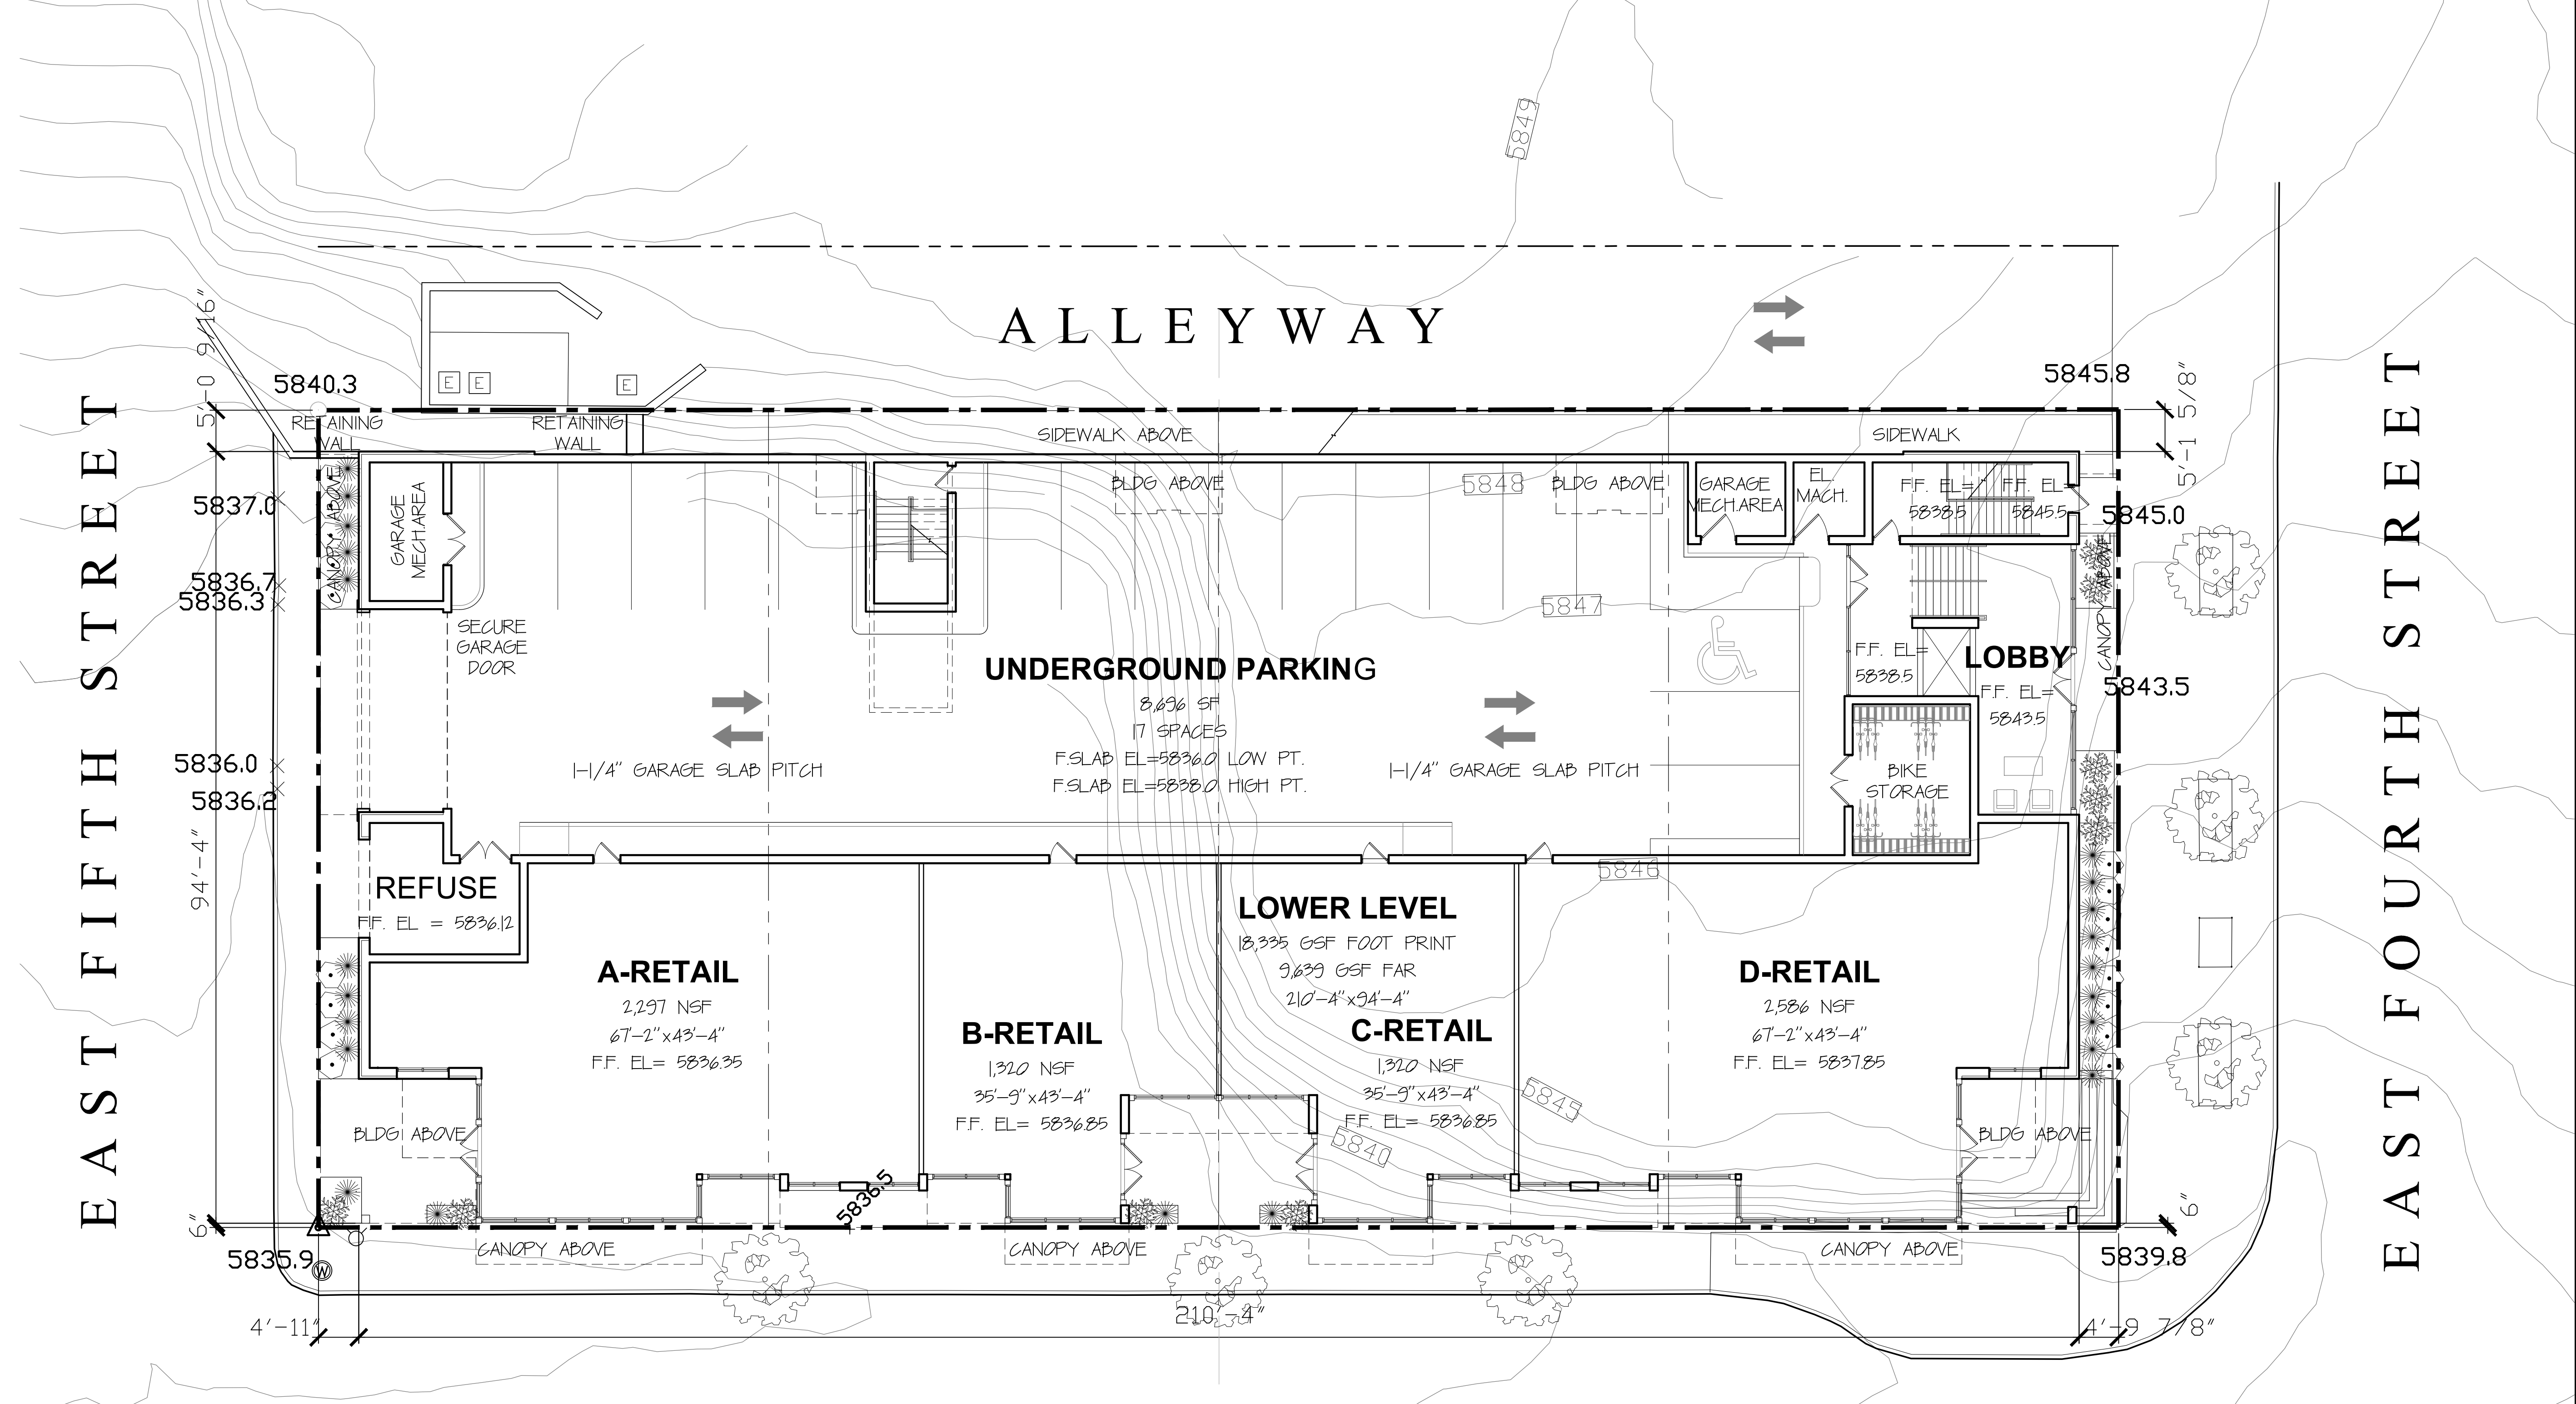 5849
ALLEYWAY
5'-0 9/16"
5840.3
5845.8
5'-1 5/8"
E
E
E
RETAINING
WALL
RETAINING
WALL
SIDEWALK ABOVE
SIDEWALK
EAST FIFTH STREET
EAST FOURTH STREET
CANOPY ABOVE
5837.0
5836.7
5836.3
5836.0
5836.2
94'-4"
GARAGE
MECH.AREA
SECURE
GARAGE
DOOR
BLDG ABOVE
5848
BLDG ABOVE
GARAGE
MECH.AREA
EL.
MACH.
F.F. EL=
5838.5
F.F. EL=
5845.5
5845.0
CANOPY ABOVE
5847
UNDERGROUND PARKING
8,696 SF
17 SPACES
F.SLAB EL=5836.0 LOW PT.
F.SLAB EL=5838.0 HIGH PT.
1-1/4" GARAGE SLAB PITCH
1-1/4" GARAGE SLAB PITCH
F.F. EL=
5838.5
LOBBY
F.F. EL=
5843.5
5843.5
BIKE
STORAGE
5846
REFUSE
F.F. EL = 5836.12
A-RETAIL
2,297 NSF
67'-2"x43'-4"
F.F. EL= 5836.35
B-RETAIL
1,320 NSF
35'-9"x43'-4"
F.F. EL= 5836.85
LOWER LEVEL
18,335 GSF FOOT PRINT
9,639 GSF FAR
210'-4"x94'-4"
C-RETAIL
1,320 NSF
35'-9"x43'-4"
F.F. EL= 5836.85
D-RETAIL
2,586 NSF
67'-2"x43'-4"
F.F. EL= 5837.85
5845
5840
BLDG ABOVE
BLDG ABOVE
5836.5
6"
6"
5835.9
W
CANOPY ABOVE
CANOPY ABOVE
CANOPY ABOVE
5839.8
4'-11"
210'-4"
4'-9 7/8"